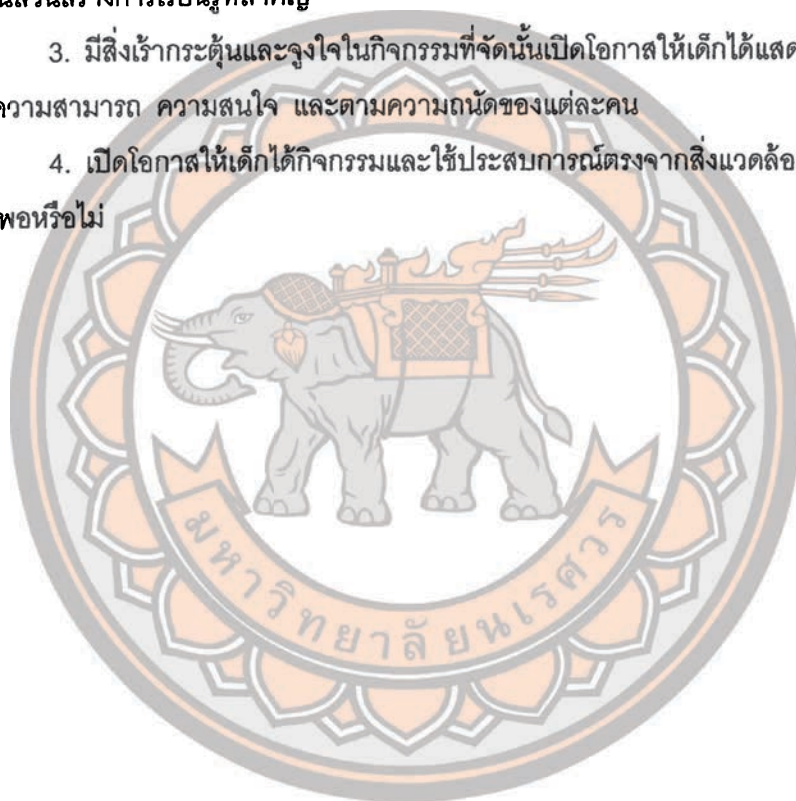 3. มีสิ่งเร้ากระตุ้นและจูงใจในกิจกรรมที่จัดนั้นเปิดโอกาสให้เด็กได้แสด
ความสามารถ ความสนใจ และตามความถนัดของแต่ละคน
4. เปิดโอกาสให้เด็กได้กิจกรรมและใช้ประสบการณ์ตรงจากสิ่งแวดล้อ
พอหรือไม่
มหาวิทยาลัยนเรศวร